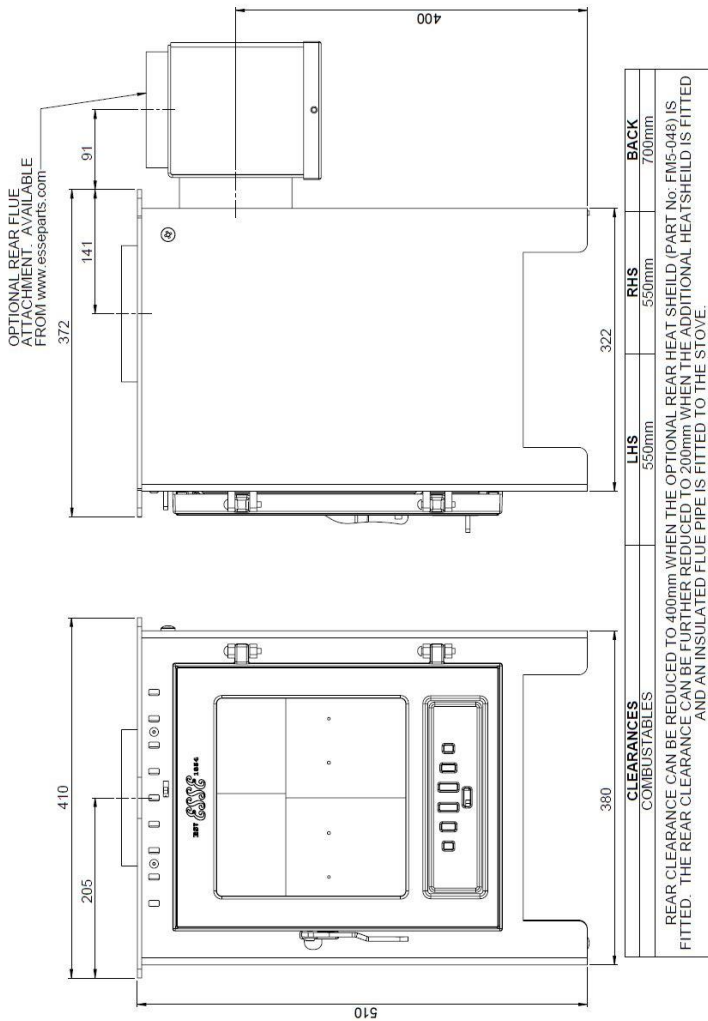 OPTIONAL REAR FLUE
ATTACHMENT. AVAILABLE
FROM www.esseparts.com
410
205
372
141
91
510
400
EST ESSE 1854
380
322
CLEARANCES LHS RHS BACK
COMBUSTABLES 550mm 550mm 700mm
REAR CLEARANCE CAN BE REDUCED TO 400mm WHEN THE OPTIONAL REAR HEAT SHEILD (PART No: FM5-048) IS
FITTED. THE REAR CLEARANCE CAN BE FURTHER REDUCED TO 200mm WHEN THE ADDITIONAL HEATSHEILD IS FITTED
AND AN INSULATED FLUE PIPE IS FITTED TO THE STOVE.